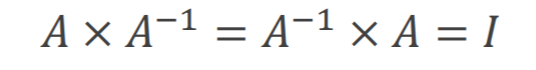 A × A⁻¹ = A⁻¹ × A = I